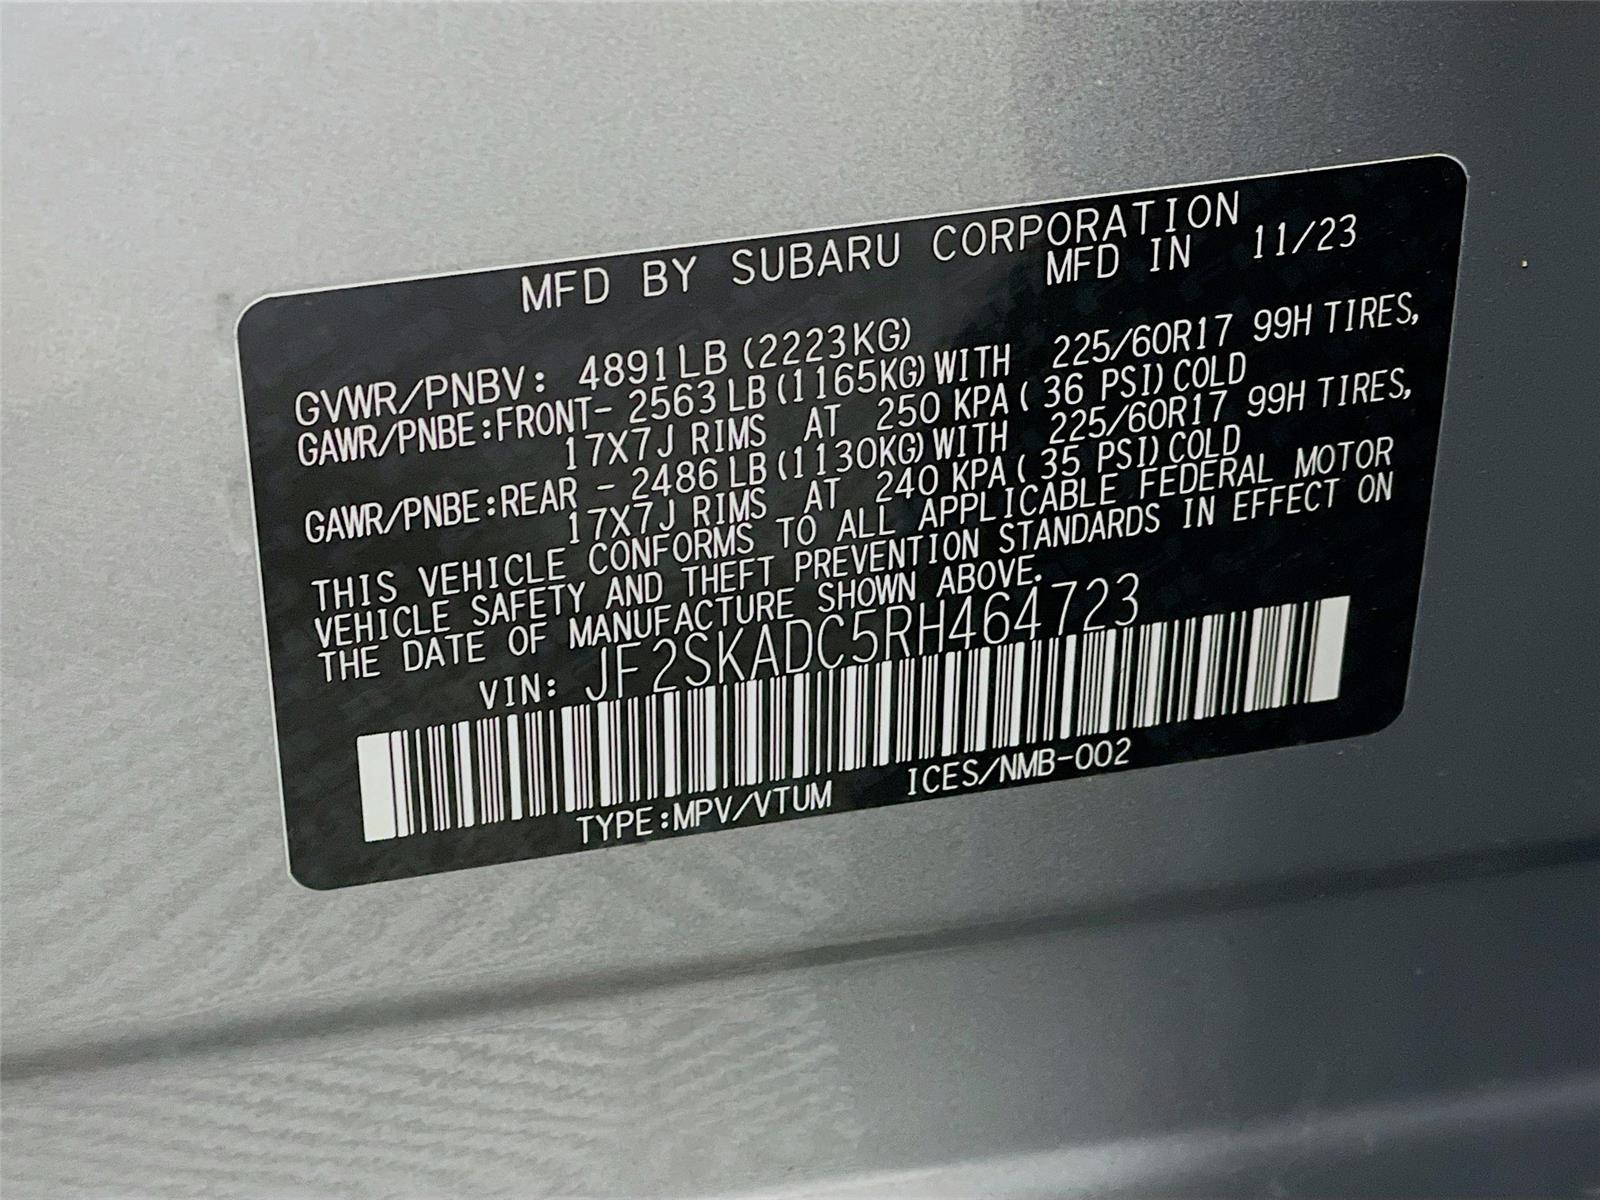 MFD BY SUBARU CORPORATION
MFD IN 11/23
GVWR/PNBV: 4891LB (2223KG)
GAWR/PNBE:FRONT- 2563LB (1165KG) WITH 225/60R17 99H TIRES,
17X7J RIMS AT 250 KPA( 36 PSI)COLD
GAWR/PNBE:REAR - 2486LB (1130KG) WITH 225/60R17 99H TIRES,
17X7J RIMS AT 240 KPA( 35 PSI)COLD
THIS VEHICLE CONFORMS TO ALL APPLICABLE FEDERAL MOTOR
VEHICLE SAFETY AND THEFT PREVENTION STANDARDS IN EFFECT ON
THE DATE OF MANUFACTURE SHOWN ABOVE.
VIN: JF2SKADC5RH464723
TYPE:MPV/VTUM ICES/NMB-002